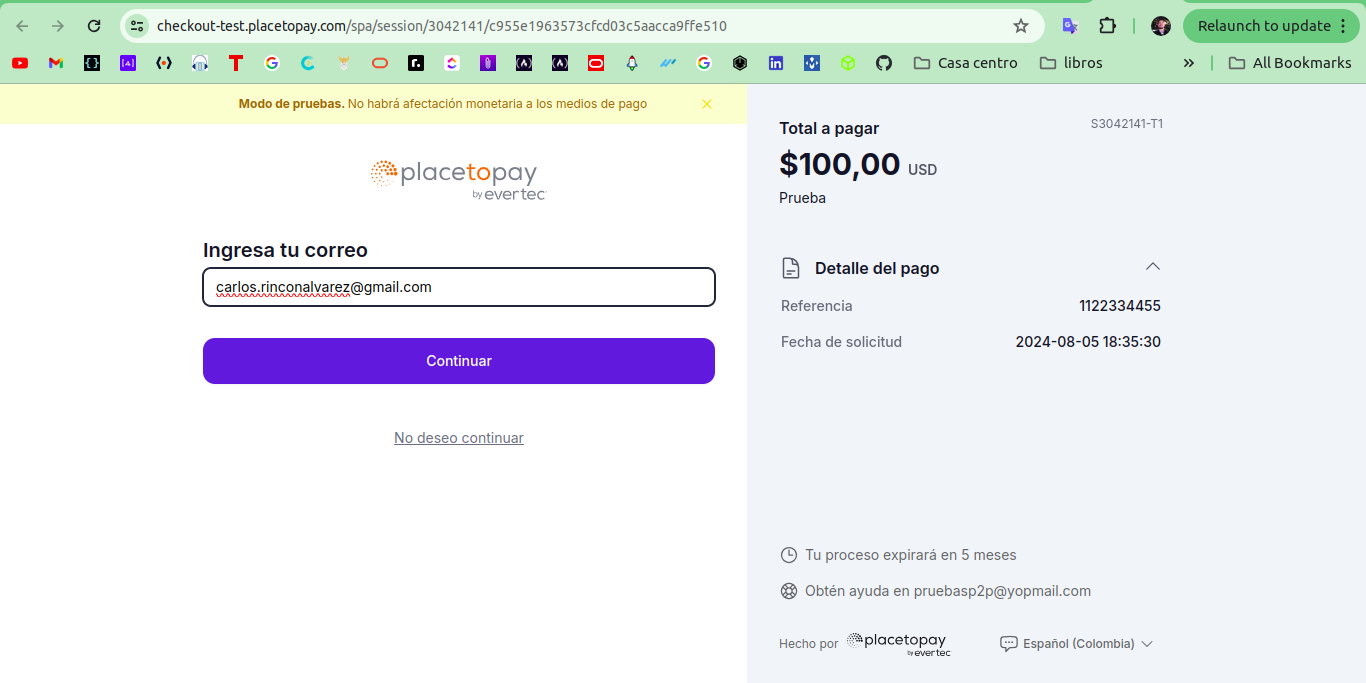 checkout-test.placetopay.com/spa/session/3042141/c955e1963573cfcd03c5aacca9ffe510
Relaunch to update
Casa centro
libros
»
All Bookmarks
Modo de pruebas. No habrá afectación monetaria a los medios de pago
placetopay
by evertec
Ingresa tu correo
carlos.rinconalvarez@gmail.com
Continuar
No deseo continuar
Total a pagar
S3042141-T1
$100,00 USD
Prueba
Detalle del pago
Referencia 1122334455
Fecha de solicitud 2024-08-05 18:35:30
Tu proceso expirará en 5 meses
Obtén ayuda en pruebasp2p@yopmail.com
Hecho por placetopay
by evertec
Español (Colombia)